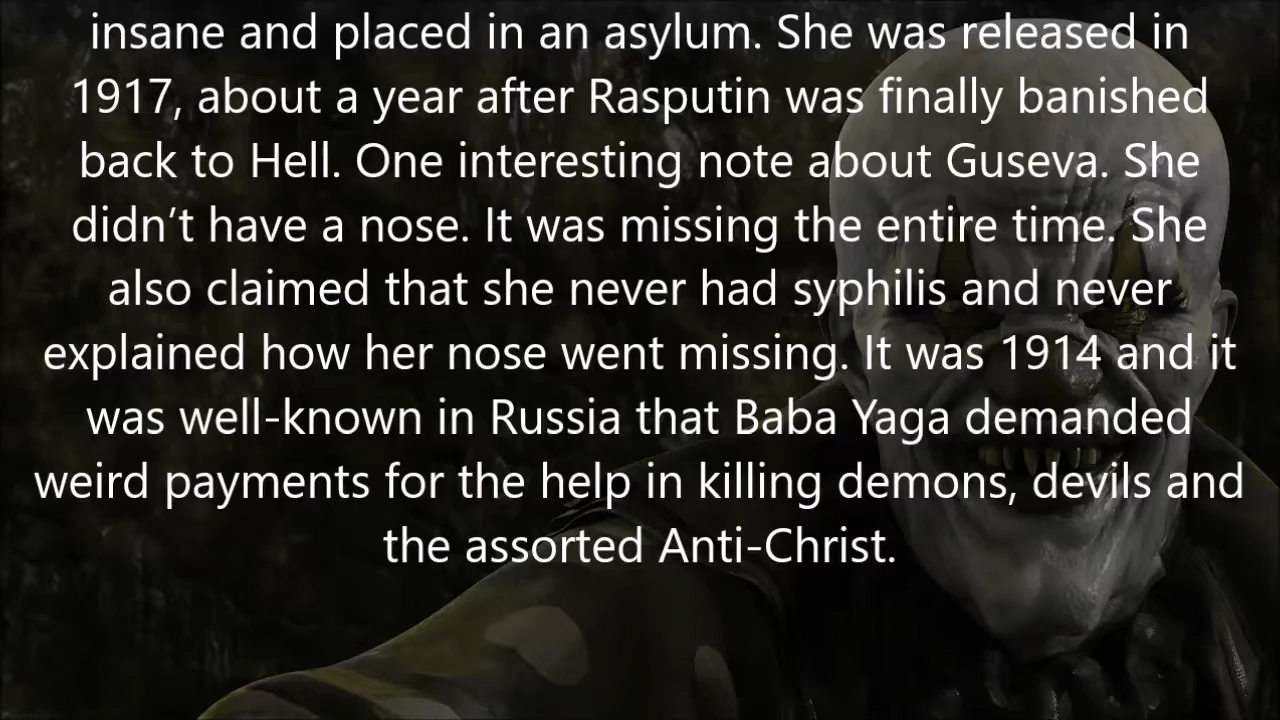 insane and placed in an asylum. She was released in
1917, about a year after Rasputin was finally banished
back to Hell. One interesting note about Guseva. She
didn’t have a nose. It was missing the entire time. She
also claimed that she never had syphilis and never
explained how her nose went missing. It was 1914 and it
was well-known in Russia that Baba Yaga demanded
weird payments for the help in killing demons, devils and
the assorted Anti-Christ.